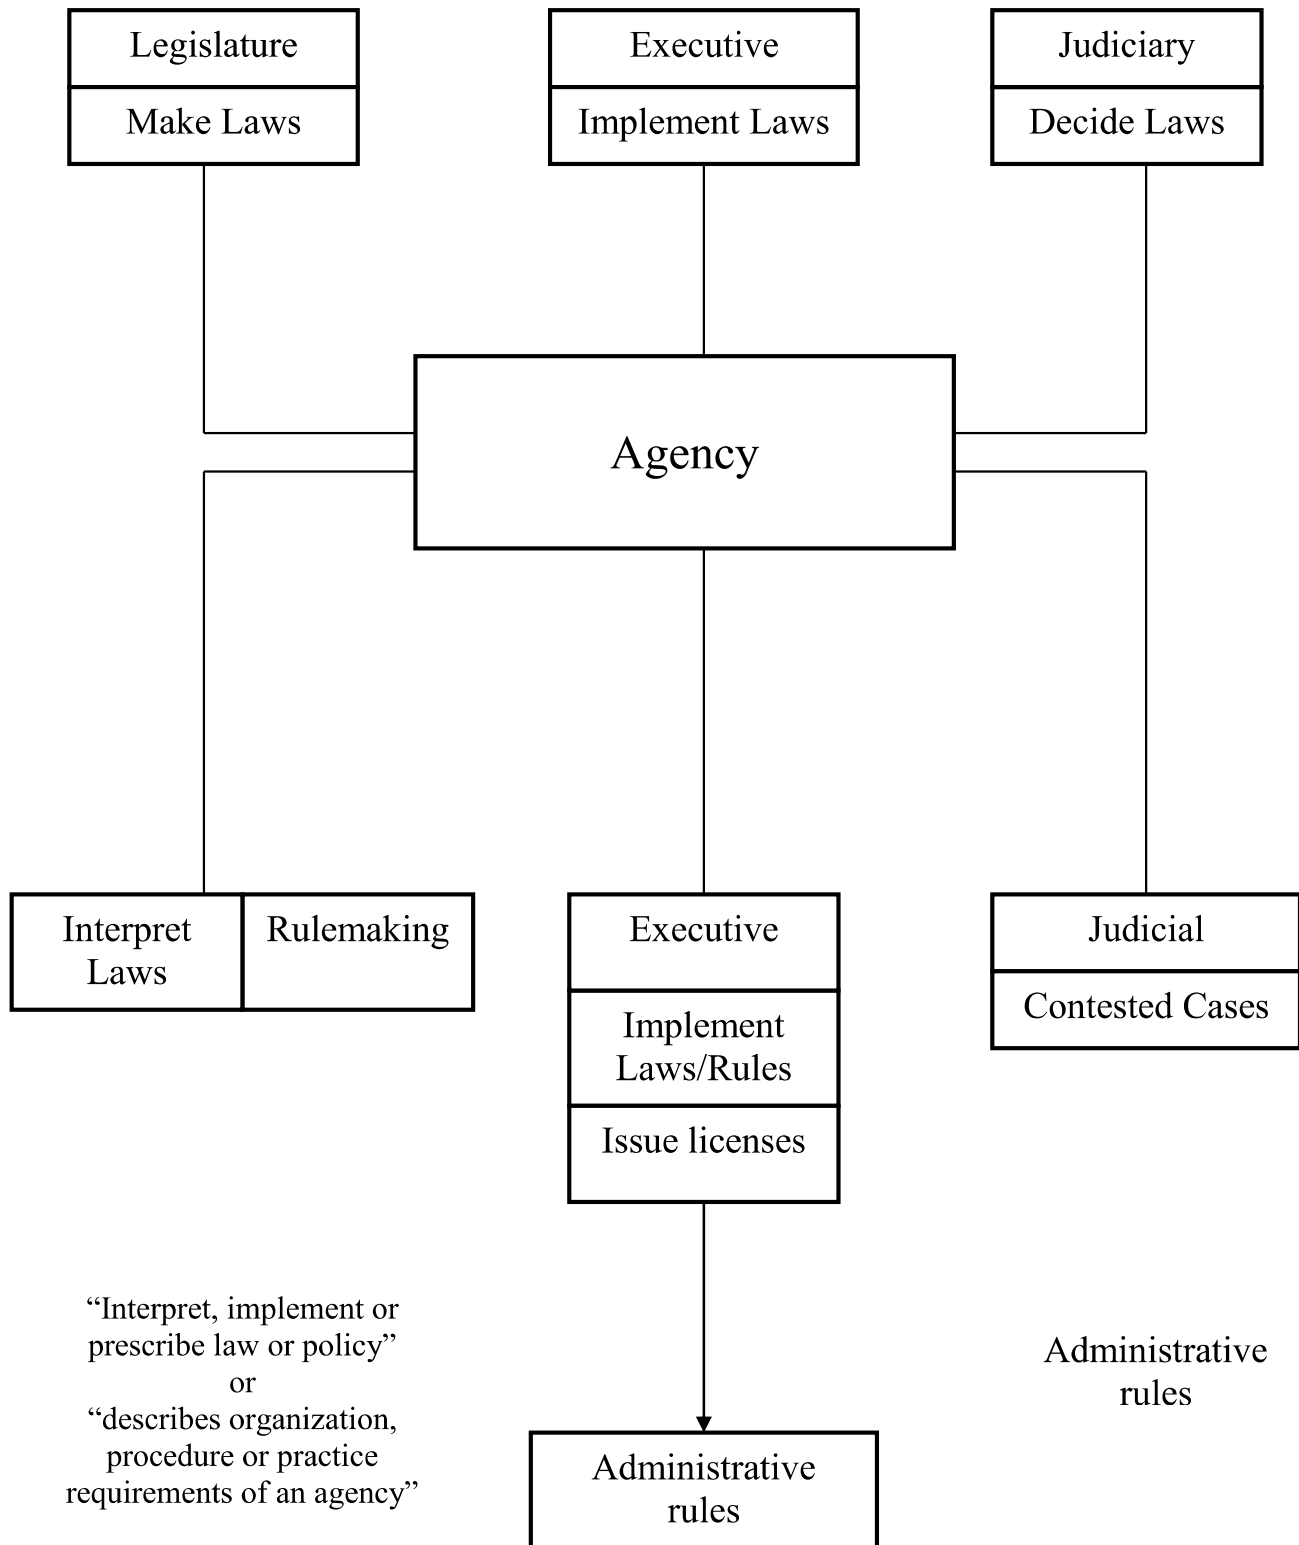 Legislature
Make Laws
Executive
Implement Laws
Judiciary
Decide Laws
Agency
Interpret
Laws
Rulemaking
Executive
Implement
Laws/Rules
Issue licenses
Judicial
Contested Cases
“Interpret, implement or
prescribe law or policy”
or
“describes organization,
procedure or practice
requirements of an agency”
Administrative
rules
Administrative
rules